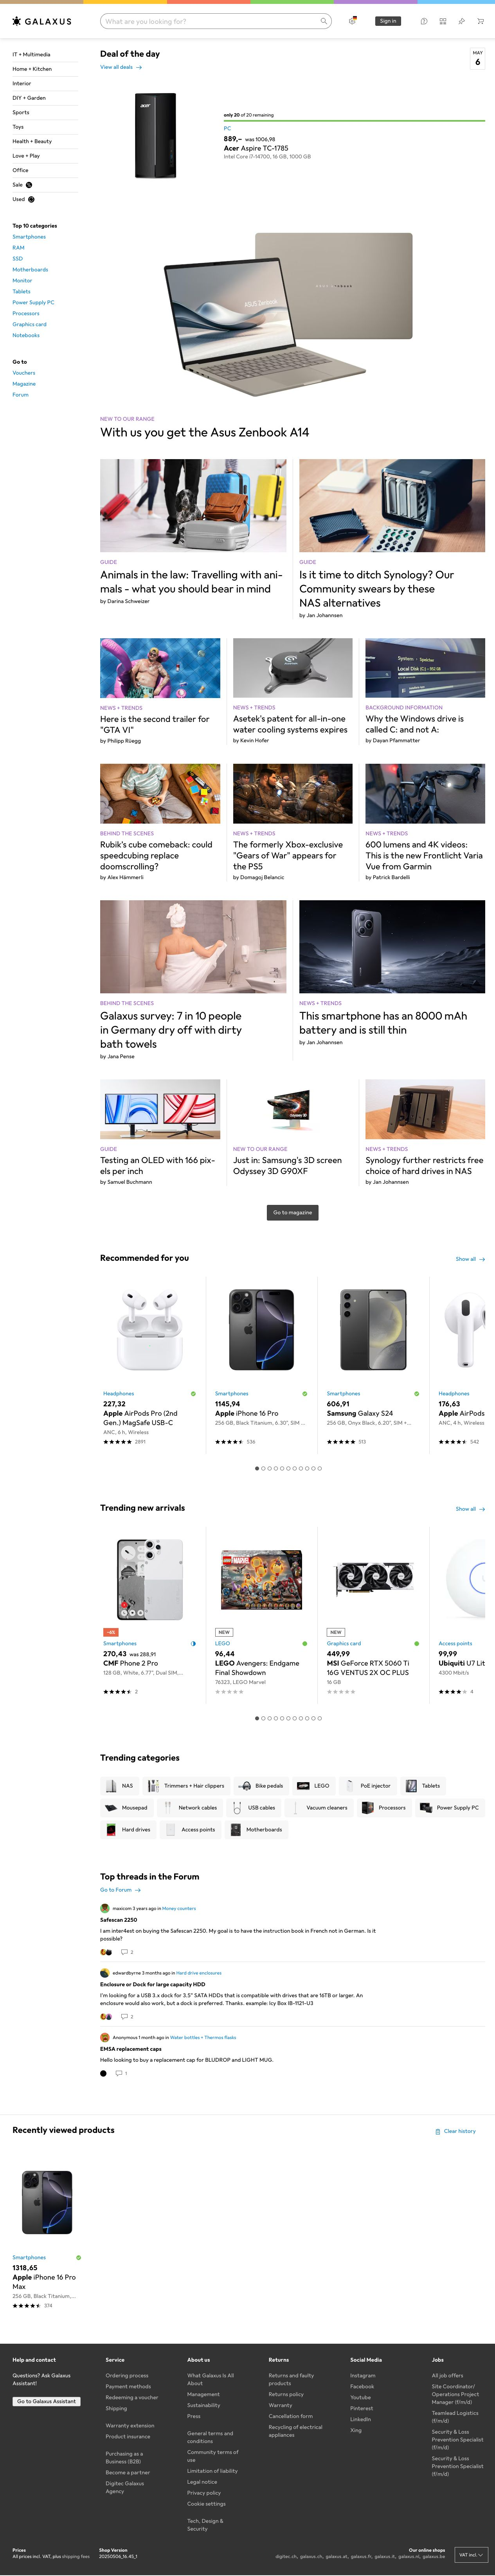 GALAXUS
What are you looking for?
Sign in
IT + Multimedia
Home + Kitchen
Interior
DIY + Garden
Sports
Toys
Health + Beauty
Love + Play
Office
Sale
Used
Top 10 categories
Smartphones
RAM
SSD
Motherboards
Monitor
Tablets
Power Supply PC
Processors
Graphics card
Notebooks
Go to
Vouchers
Magazine
Forum
Deal of the day
View all deals
MAY
6
only 20 of 20 remaining
PC
889,– was 1006,98
Acer Aspire TC-1785
Intel Core i7-14700, 16 GB, 1000 GB
acer
ASUS Zenbook
NEW TO OUR RANGE
With us you get the Asus Zenbook A14
GUIDE
Animals in the law: Travelling with ani-
mals - what you should bear in mind
by Darina Schweizer
GUIDE
Is it time to ditch Synology? Our
Community swears by these
NAS alternatives
by Jan Johannsen
NEWS + TRENDS
Here is the second trailer for
"GTA VI"
by Philipp Rüegg
NEWS + TRENDS
Asetek's patent for all-in-one
water cooling systems expires
by Kevin Hofer
System > Speicher
Local Disk (C:) -
BACKGROUND INFORMATION
Why the Windows drive is
called C: and not A:
by Dayan Pfammatter
BEHIND THE SCENES
Rubik's cube comeback: could
speedcubing replace
doomscrolling?
by Alex Hämmerli
NEWS + TRENDS
The formerly Xbox-exclusive
"Gears of War" appears for
the PS5
by Domagoj Belancic
NEWS + TRENDS
600 lumens and 4K videos:
This is the new Frontlicht Varia
Vue from Garmin
by Patrick Bardelli
BEHIND THE SCENES
Galaxus survey: 7 in 10 people
in Germany dry off with dirty
bath towels
by Jana Pense
NEWS + TRENDS
This smartphone has an 8000 mAh
battery and is still thin
by Jan Johannsen
GUIDE
Testing an OLED with 166 pix-
els per inch
by Samuel Buchmann
Odyssey 3D
NEW TO OUR RANGE
Just in: Samsung's 3D screen
Odyssey 3D G90XF
NEWS + TRENDS
Synology further restricts free
choice of hard drives in NAS
by Jan Johannsen
Go to magazine
Recommended for you
Show all
Headphones
227,32
Apple AirPods Pro (2nd
Gen.) MagSafe USB-C
ANC, 6 h, Wireless
2891
Smartphones
1145,94
Apple iPhone 16 Pro
256 GB, Black Titanium, 6.30", SIM ...
536
Smartphones
606,91
Samsung Galaxy S24
256 GB, Onyx Black, 6.20", SIM +...
513
Headphones
176,63
Apple AirPods
ANC, 4 h, Wireless
542
Trending new arrivals
Show all
-6%
Smartphones
270,43 was 288,91
CMF Phone 2 Pro
128 GB, White, 6.77", Dual SIM,...
2
MARVEL
NEW
LEGO
96,44
LEGO Avengers: Endgame
Final Showdown
76323, LEGO Marvel
NEW
Graphics card
449,99
MSI GeForce RTX 5060 Ti
16G VENTUS 2X OC PLUS
16 GB
Access points
99,99
Ubiquiti U7 Lit
4300 Mbit/s
4
Trending categories
NAS
Trimmers + Hair clippers
Bike pedals
LEGO
PoE injector
Tablets
Mousepad
Network cables
USB cables
Vacuum cleaners
Processors
Power Supply PC
Hard drives
Access points
Motherboards
Top threads in the Forum
Go to Forum
maxicom 3 years ago in Money counters
Safescan 2250
I am inter4est on buying the Safescan 2250. My goal is to have the instruction book in French not in German. Is it
possible?
2
edwardbyrne 3 months ago in Hard drive enclosures
Enclosure or Dock for large capacity HDD
I'm looking for a USB 3.x dock for 3.5" SATA HDDs that is compatible with drives that are 16TB or larger. An
enclosure would also work, but a dock is preferred. Thanks. example: Icy Box IB-1121-U3
2
Anonymous 1 month ago in Water bottles + Thermos flasks
EMSA replacement caps
Hello looking to buy a replacement cap for BLUDROP and LIGHT MUG.
1
Recently viewed products
Clear history
Smartphones
1318,65
Apple iPhone 16 Pro
Max
256 GB, Black Titanium,...
374
Help and contact
Questions? Ask Galaxus
Assistant!
Go to Galaxus Assistant
Service
Ordering process
Payment methods
Redeeming a voucher
Shipping
Warranty extension
Product insurance
Purchasing as a
Business (B2B)
Become a partner
Digitec Galaxus
Agency
About us
What Galaxus Is All
About
Management
Sustainability
Press
General terms and
conditions
Community terms of
use
Limitation of liability
Legal notice
Privacy policy
Cookie settings
Tech, Design &
Security
Returns
Returns and faulty
products
Returns policy
Warranty
Cancellation form
Recycling of electrical
appliances
Social Media
Instagram
Facebook
Youtube
Pinterest
LinkedIn
Xing
Jobs
All job offers
Site Coordinator/
Operations Project
Manager (f/m/d)
Teamlead Logistics
(f/m/d)
Security & Loss
Prevention Specialist
(f/m/d)
Security & Loss
Prevention Specialist
(f/m/d)
Prices
All prices incl. VAT, plus shipping fees
Shop Version
20250506_16.45_1
Our online shops
digitec.ch, galaxus.ch, galaxus.at, galaxus.fr, galaxus.it, galaxus.nl, galaxus.be
VAT incl.